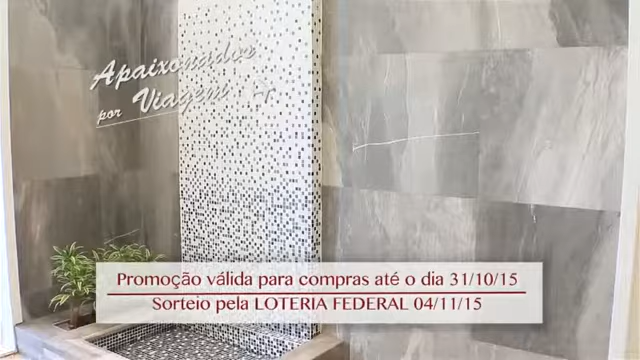 Apaixonados
por Viagem
Promoção válida para compras até o dia 31/10/15
Sorteio pela LOTERIA FEDERAL 04/11/15